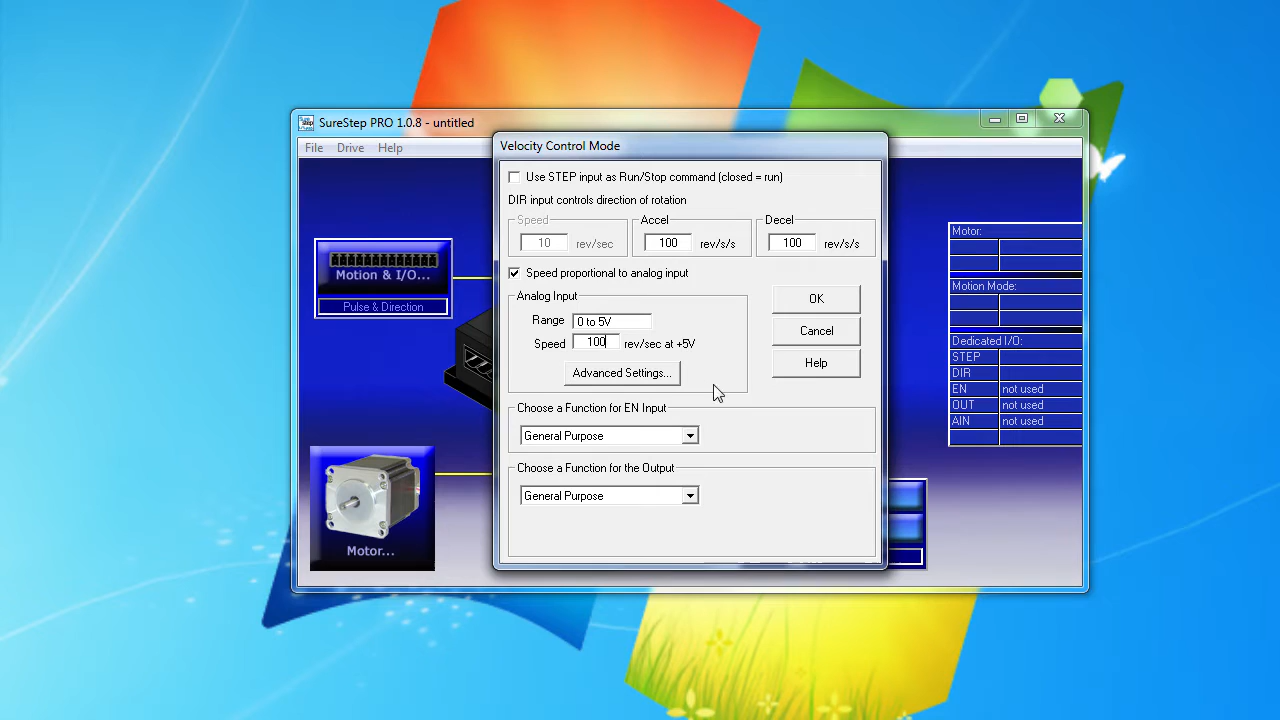 SureStep PRO 1.0.8 - untitled
File Drive Help
Velocity Control Mode
Use STEP input as Run/Stop command (closed = run)
DIR input controls direction of rotation
Speed
10 rev/sec
Accel
100 rev/s/s
Decel
100 rev/s/s
Speed proportional to analog input
Analog Input
Range 0 to 5V
Speed 100 rev/sec at +5V
Advanced Settings...
OK
Cancel
Help
Choose a Function for EN Input
General Purpose
Choose a Function for the Output
General Purpose
Motion & I/O...
Pulse & Direction
Motor...
Motor:
Motion Mode:
Dedicated I/O:
STEP
DIR
EN not used
OUT not used
AIN not used